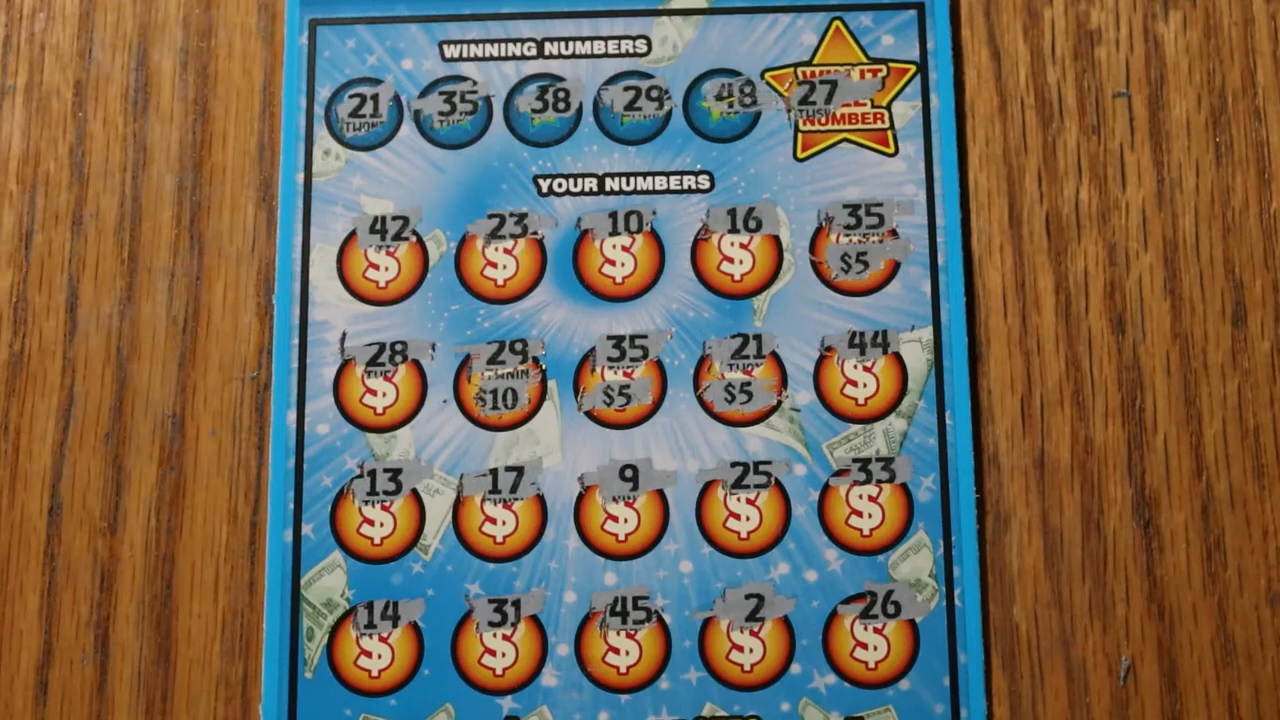 WINNING NUMBERS
21 35 38 29 48 27
NUMBER
YOUR NUMBERS
42 23 10 16 35
$5
28 29 35 21 44
$10 $5 $5
13 17 9 25 33
14 31 45 2 26